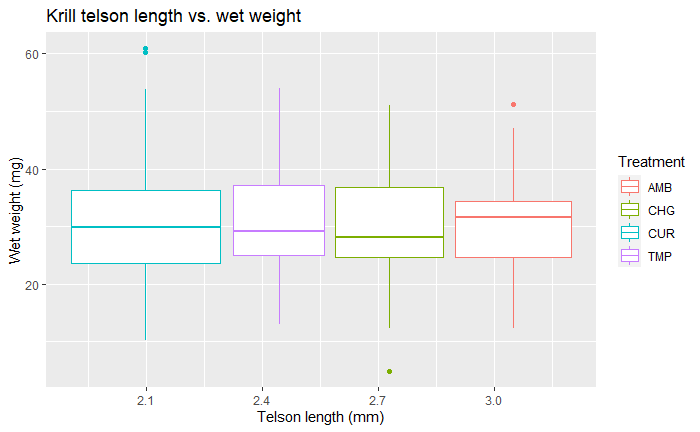 Krill telson length vs. wet weight
Wet weight (mg)
60
40
20
2.1
2.4
2.7
3.0
Telson length (mm)
Treatment
AMB
CHG
CUR
TMP